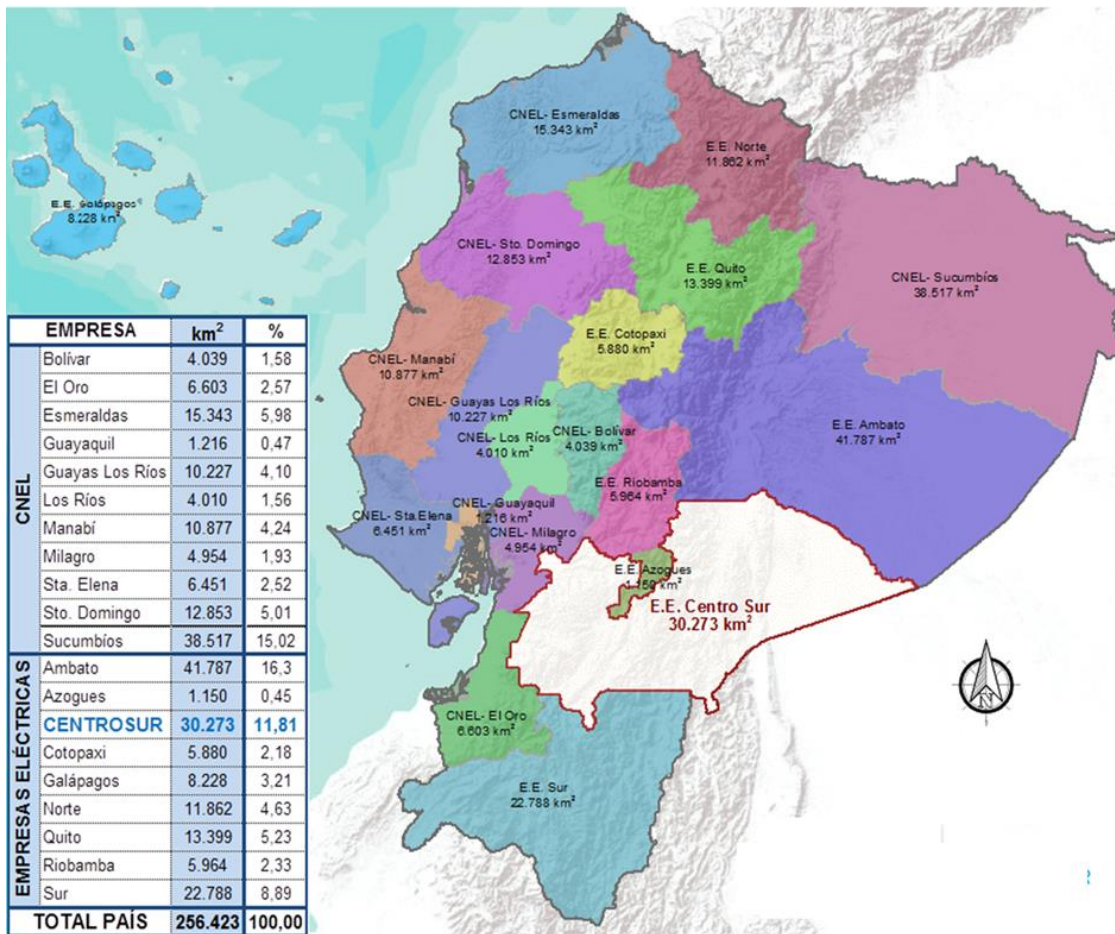 CNEL- Esmeraldas
15.343 km²
E.E. Norte
11.862 km²
E.E. Galápagos
8.228 km²
CNEL- Sto. Domingo
12.853 km²
E.E. Quito
13.399 km²
CNEL- Sucumbíos
38.517 km²
E.E. Cotopaxi
5.880 km²
CNEL- Manabí
10.877 km²
CNEL- Guayas Los Ríos
10.227 km²
CNEL- Los Ríos
4.010 km²
CNEL- Bolívar
4.039 km²
E.E. Ambato
41.787 km²
E.E. Riobamba
5.964 km²
CNEL- Guayaquil
1.216 km²
CNEL- Sta.Elena
6.451 km²
CNEL- Milagro
4.954 km²
E.E. Azogues
1.150 km²
E.E. Centro Sur
30.273 km²
CNEL- El Oro
6.603 km²
E.E. Sur
22.788 km²
N
EMPRESA km² %
CNEL
Bolívar 4.039 1,58
El Oro 6.603 2,57
Esmeraldas 15.343 5,98
Guayaquil 1.216 0,47
Guayas Los Ríos 10.227 4,10
Los Ríos 4.010 1,56
Manabí 10.877 4,24
Milagro 4.954 1,93
Sta. Elena 6.451 2,52
Sto. Domingo 12.853 5,01
Sucumbíos 38.517 15,02
EMPRESAS ELÉCTRICAS
Ambato 41.787 16,3
Azogues 1.150 0,45
CENTROSUR 30.273 11,81
Cotopaxi 5.880 2,18
Galápagos 8.228 3,21
Norte 11.862 4,63
Quito 13.399 5,23
Riobamba 5.964 2,33
Sur 22.788 8,89
TOTAL PAÍS 256.423 100,00